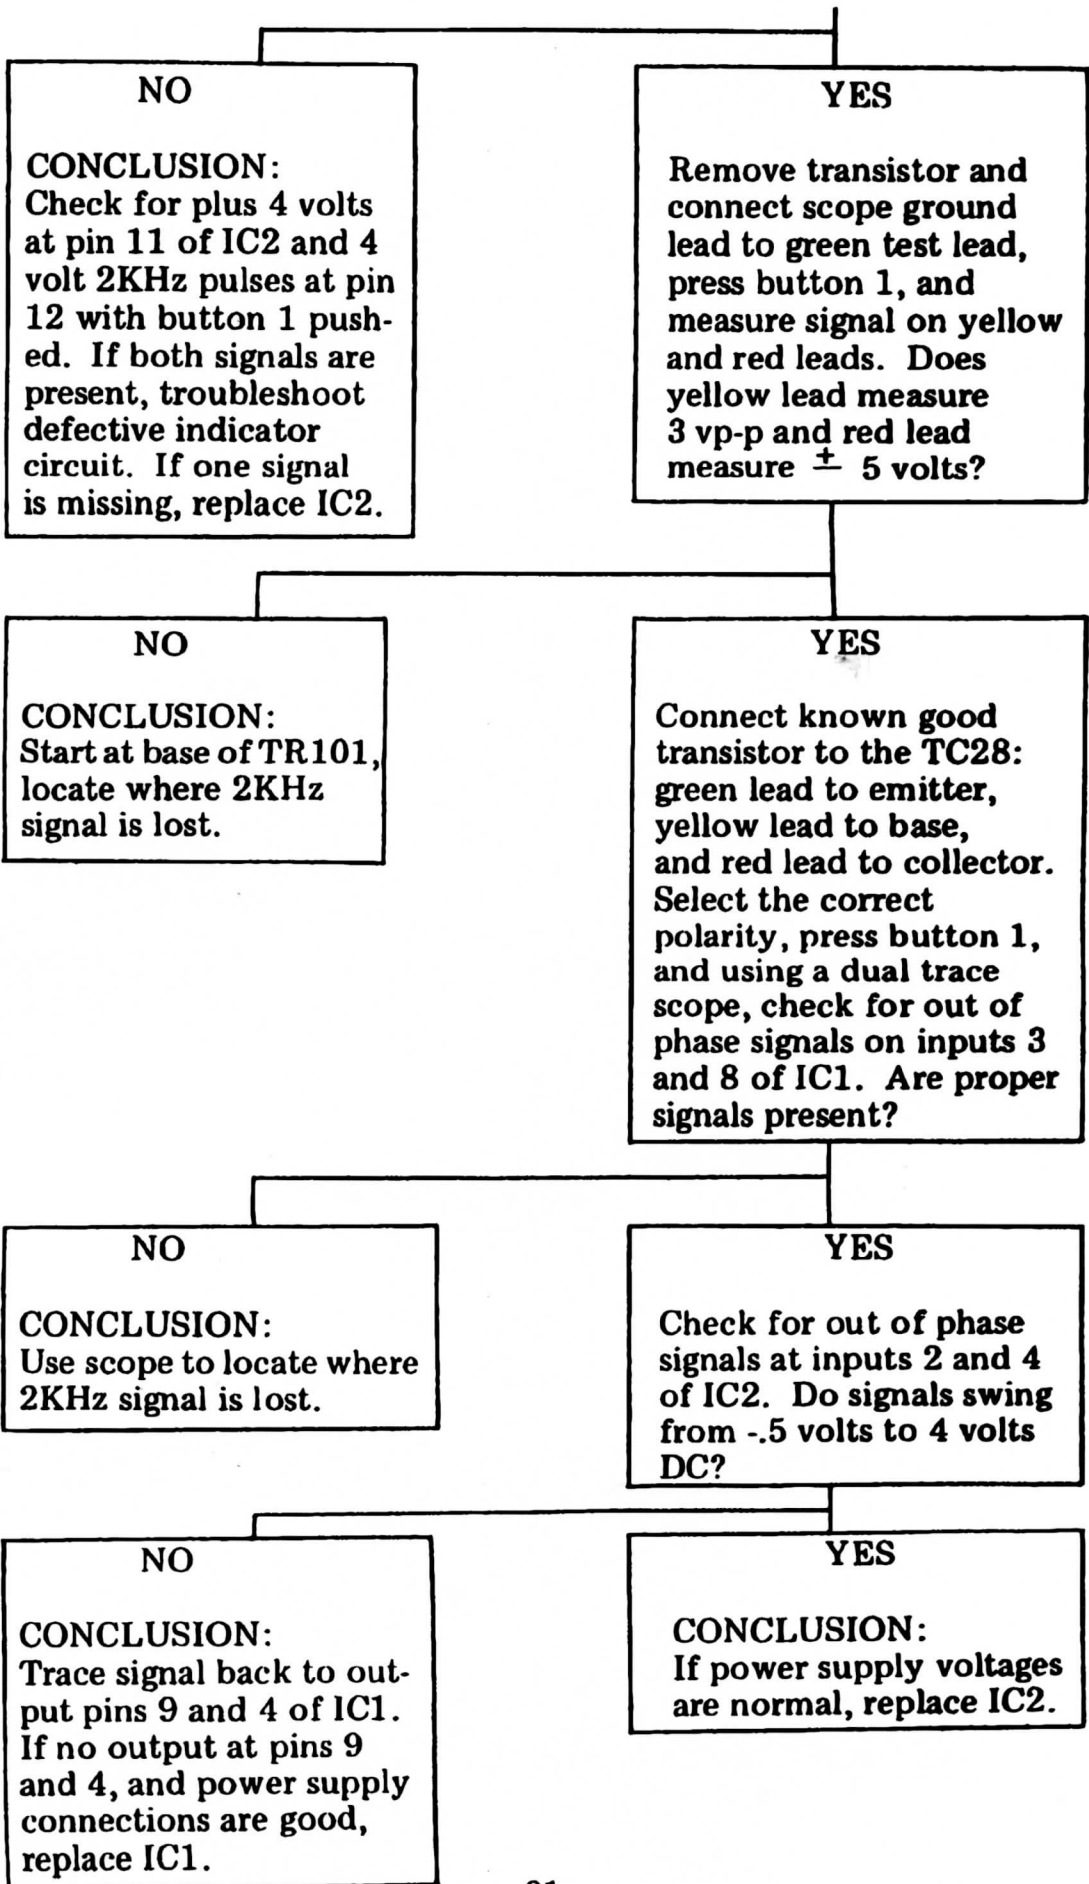 NO
CONCLUSION:
Check for plus 4 volts
at pin 11 of IC2 and 4
volt 2KHz pulses at pin
12 with button 1 push-
ed. If both signals are
present, troubleshoot
defective indicator
circuit. If one signal
is missing, replace IC2.
YES
Remove transistor and
connect scope ground
lead to green test lead,
press button 1, and
measure signal on yellow
and red leads. Does
yellow lead measure
3 vp-p and red lead
measure ± 5 volts?
NO
CONCLUSION:
Start at base of TR101,
locate where 2KHz
signal is lost.
YES
Connect known good
transistor to the TC28:
green lead to emitter,
yellow lead to base,
and red lead to collector.
Select the correct
polarity, press button 1,
and using a dual trace
scope, check for out of
phase signals on inputs 3
and 8 of IC1. Are proper
signals present?
NO
CONCLUSION:
Use scope to locate where
2KHz signal is lost.
YES
Check for out of phase
signals at inputs 2 and 4
of IC2. Do signals swing
from -.5 volts to 4 volts
DC?
NO
CONCLUSION:
Trace signal back to out-
put pins 9 and 4 of IC1.
If no output at pins 9
and 4, and power supply
connections are good,
replace IC1.
YES
CONCLUSION:
If power supply voltages
are normal, replace IC2.